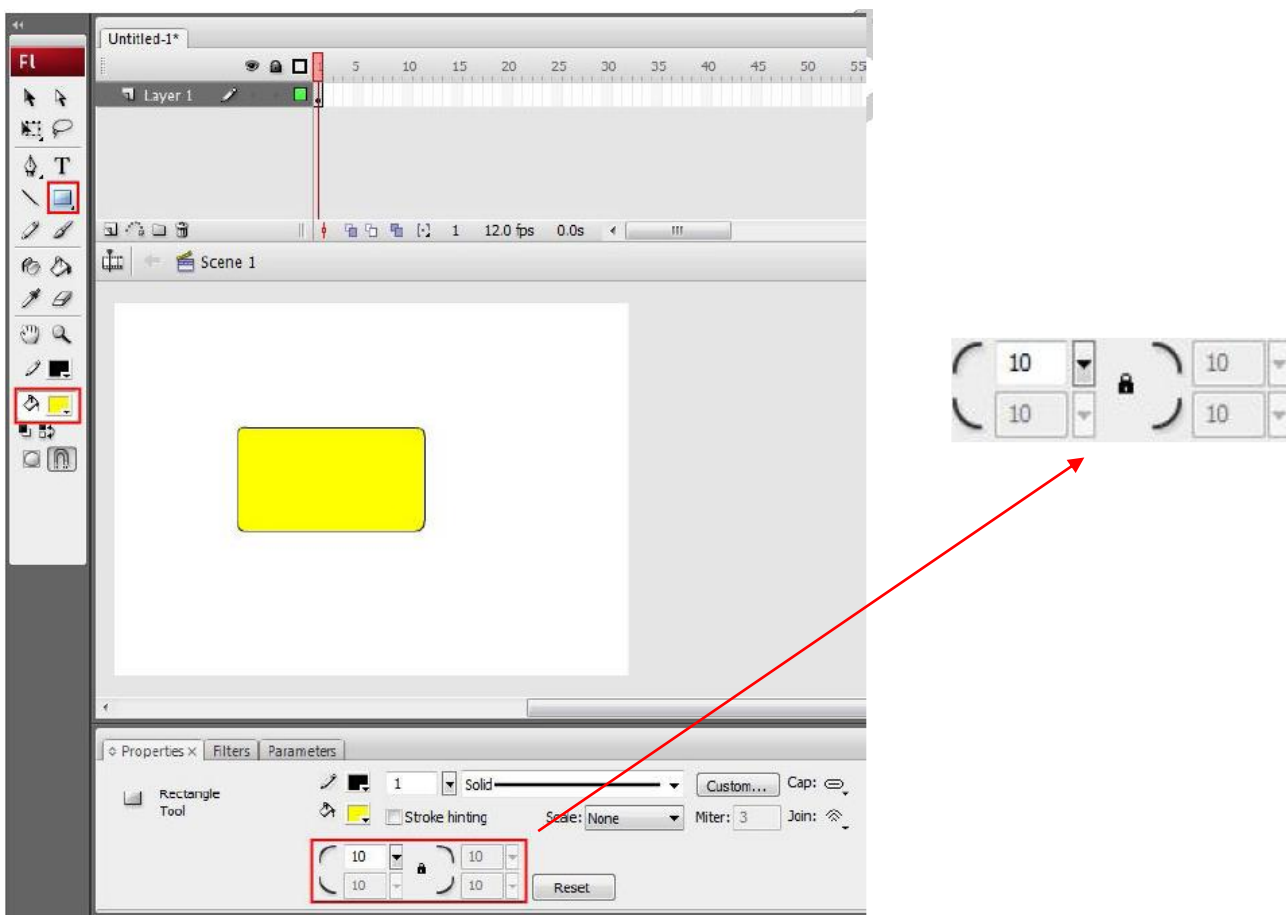 Untitled-1*
Fl
5 10 15 20 25 30 35 40 45 50 55
Layer 1
T
1 12.0 fps 0.0s
Scene 1
10 10
10 10
Properties × Filters Parameters
Rectangle
Tool
1 Solid Custom... Cap:
Stroke hinting Scale: None Miter: 3 Join:
10 10
10 10
Reset